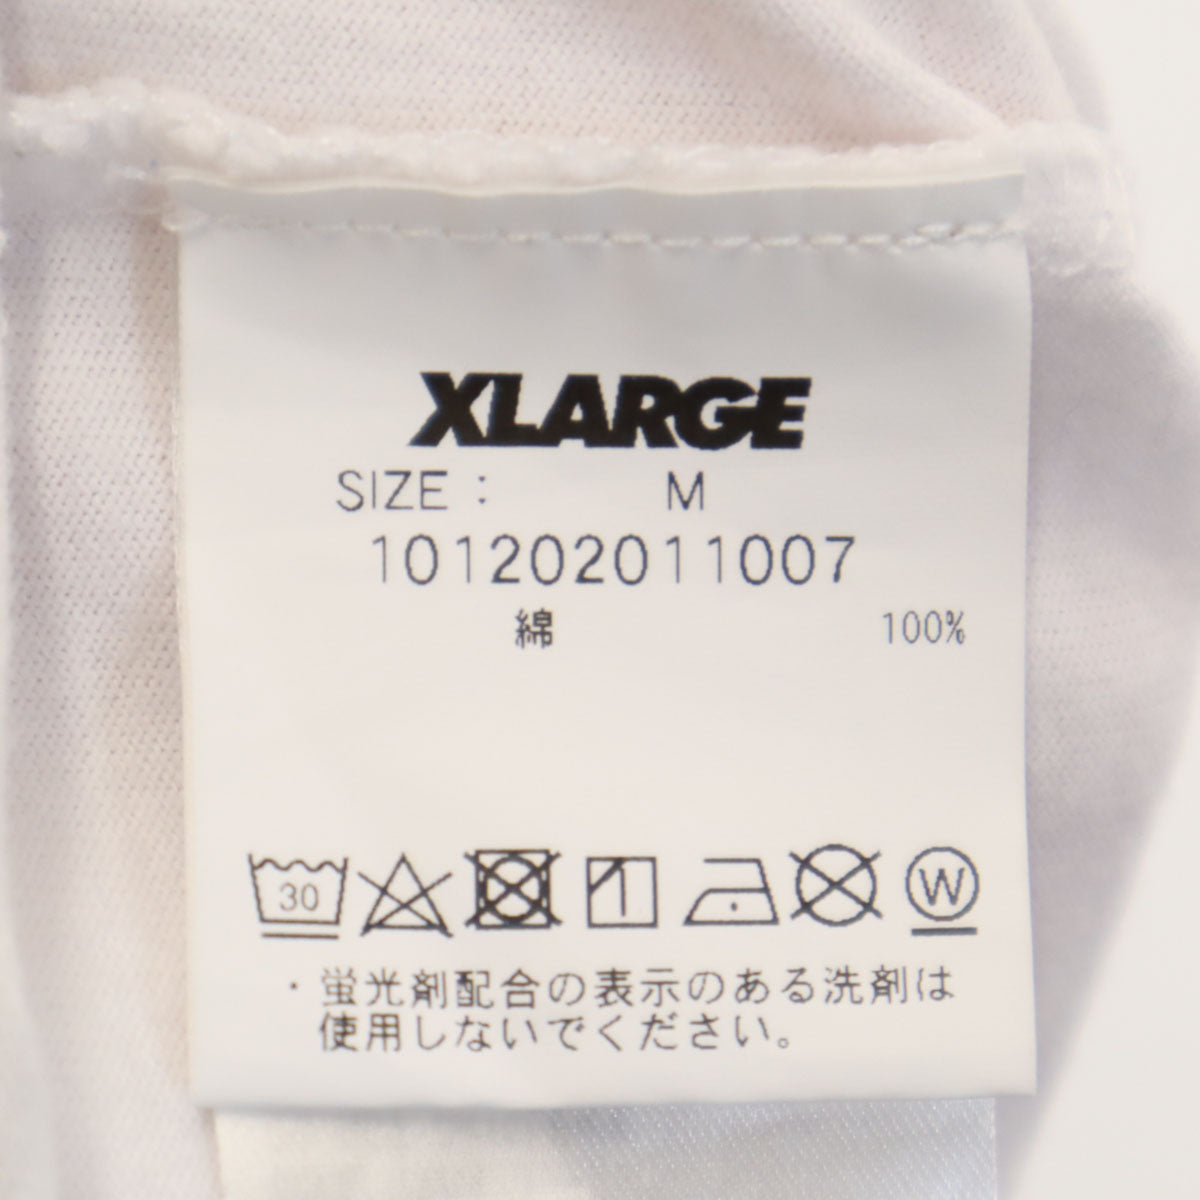 XLARGE
SIZE : M
101202011007
綿 100%
30 W
・蛍光剤配合の表示のある洗剤は
使用しないでください。